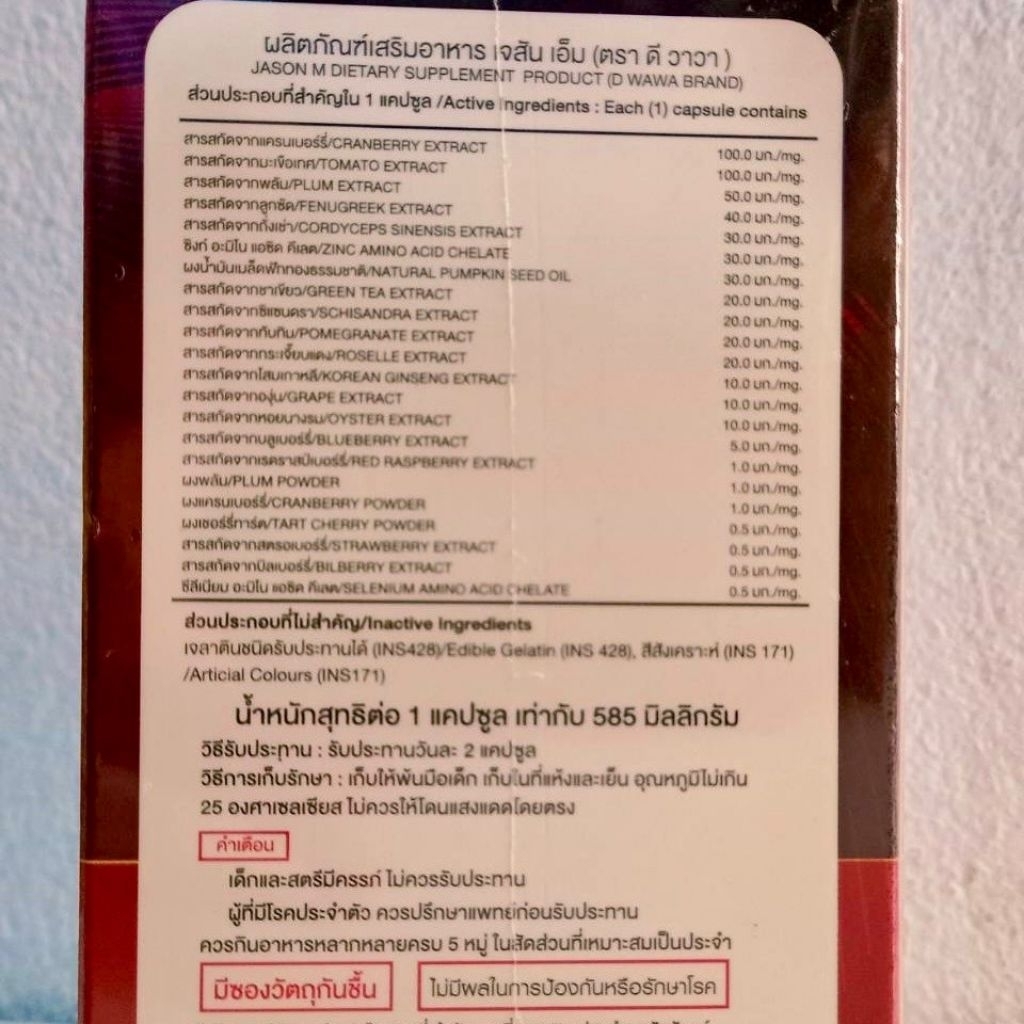 ผลิตภัณฑ์เสริมอาหาร เจสัน เอ็ม (ตรา ดี วาวา )
JASON M DIETARY SUPPLEMENT PRODUCT (D WAWA BRAND)
ส่วนประกอบที่สำคัญใน 1 แคปซูล /Active Ingredients : Each (1) capsule contains
สารสกัดจากแครนเบอร์รี่/CRANBERRY EXTRACT 100.0 มก./mg.
สารสกัดจากมะเขือเทศ/TOMATO EXTRACT 100.0 มก./mg.
สารสกัดจากพลัม/PLUM EXTRACT 50.0 มก./mg.
สารสกัดจากลูกซัด/FENUGREEK EXTRACT 40.0 มก./mg.
สารสกัดจากถั่งเช่า/CORDYCEPS SINENSIS EXTRACT 30.0 มก./mg.
ซิงก์ อะมิโน แอซิด คีเลต/ZINC AMINO ACID CHELATE 30.0 มก./mg.
ผงน้ำมันเมล็ดฟักทองธรรมชาติ/NATURAL PUMPKIN SEED OIL 30.0 มก./mg.
สารสกัดจากชาเขียว/GREEN TEA EXTRACT 20.0 มก./mg.
สารสกัดจากชิแซนดรา/SCHISANDRA EXTRACT 20.0 มก./mg.
สารสกัดจากทับทิม/POMEGRANATE EXTRACT 20.0 มก./mg.
สารสกัดจากกระเจี๊ยบแดง/ROSELLE EXTRACT 20.0 มก./mg.
สารสกัดจากโสมเกาหลี/KOREAN GINSENG EXTRACT 10.0 มก./mg.
สารสกัดจากองุ่น/GRAPE EXTRACT 10.0 มก./mg.
สารสกัดจากหอยนางรม/OYSTER EXTRACT 10.0 มก./mg.
สารสกัดจากบลูเบอร์รี่/BLUEBERRY EXTRACT 5.0 มก./mg.
สารสกัดจากเรดราสป์เบอร์รี่/RED RASPBERRY EXTRACT 1.0 มก./mg.
ผงพลัม/PLUM POWDER 1.0 มก./mg.
ผงแครนเบอร์รี่/CRANBERRY POWDER 1.0 มก./mg.
ผงเชอร์รี่ทาร์ต/TART CHERRY POWDER 0.5 มก./mg.
สารสกัดจากสตรอเบอร์รี่/STRAWBERRY EXTRACT 0.5 มก./mg.
สารสกัดจากบิลเบอร์รี่/BILBERRY EXTRACT 0.5 มก./mg.
ซีลีเนียม อะมิโน แอซิด คีเลต/SELENIUM AMINO ACID CHELATE 0.5 มก./mg.
ส่วนประกอบที่ไม่สำคัญ/Inactive Ingredients
เจลาตินชนิดรับประทานได้ (INS428)/Edible Gelatin (INS 428), สีสังเคราะห์ (INS 171)
/Articial Colours (INS171)
น้ำหนักสุทธิต่อ 1 แคปซูล เท่ากับ 585 มิลลิกรัม
วิธีรับประทาน : รับประทานวันละ 2 แคปซูล
วิธีการเก็บรักษา : เก็บให้พ้นมือเด็ก เก็บในที่แห้งและเย็น อุณหภูมิไม่เกิน
25 องศาเซลเซียส ไม่ควรให้โดนแสงแดดโดยตรง
คำเตือน
เด็กและสตรีมีครรภ์ ไม่ควรรับประทาน
ผู้ที่มีโรคประจำตัว ควรปรึกษาแพทย์ก่อนรับประทาน
ควรกินอาหารหลากหลายครบ 5 หมู่ ในสัดส่วนที่เหมาะสมเป็นประจำ
มีซองวัตถุกันชื้น ไม่มีผลในการป้องกันหรือรักษาโรค